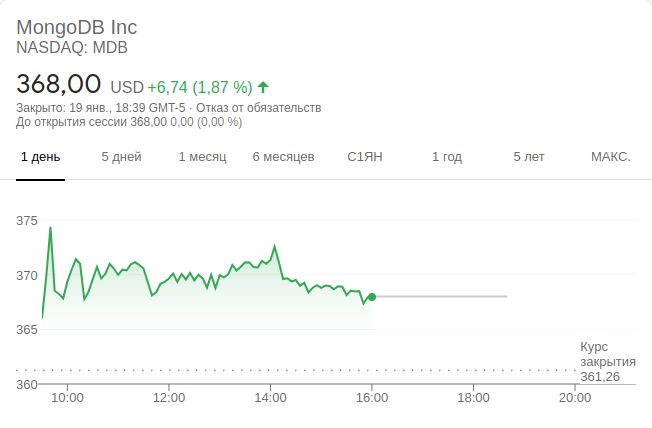 MongoDB Inc
NASDAQ: MDB
368,00 USD +6,74 (1,87 %)
Закрыто: 19 янв., 18:39 GMT-5 · Отказ от обязательств
До открытия сессии 368,00 0,00 (0,00 %)
1 день 5 дней 1 месяц 6 месяцев С1ЯН 1 год 5 лет МАКС.
375
370
365
Курс
закрытия
361,26
360
10:00 12:00 14:00 16:00 18:00 20:00